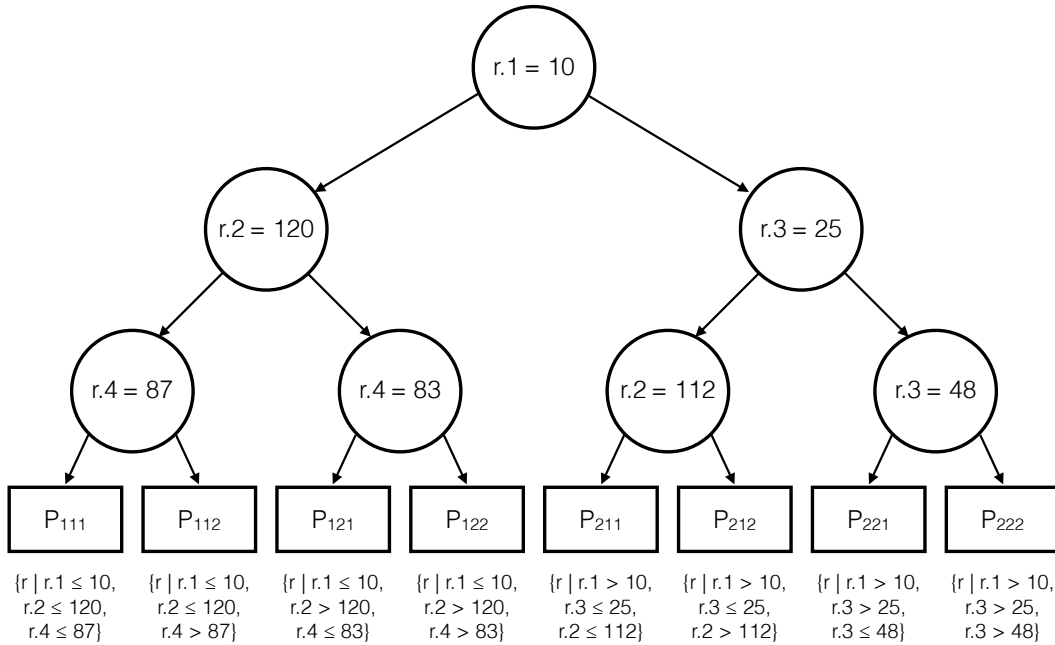 r.1 = 10
r.2 = 120
r.3 = 25
r.4 = 87
r.4 = 83
r.2 = 112
r.3 = 48
P₁₁₁
P₁₁₂
P₁₂₁
P₁₂₂
P₂₁₁
P₂₁₂
P₂₂₁
P₂₂₂
{r | r.1 ≤ 10,
r.2 ≤ 120,
r.4 ≤ 87}
{r | r.1 ≤ 10,
r.2 ≤ 120,
r.4 > 87}
{r | r.1 ≤ 10,
r.2 > 120,
r.4 ≤ 83}
{r | r.1 ≤ 10,
r.2 > 120,
r.4 > 83}
{r | r.1 > 10,
r.3 ≤ 25,
r.2 ≤ 112}
{r | r.1 > 10,
r.3 ≤ 25,
r.2 > 112}
{r | r.1 > 10,
r.3 > 25,
r.3 ≤ 48}
{r | r.1 > 10,
r.3 > 25,
r.3 > 48}